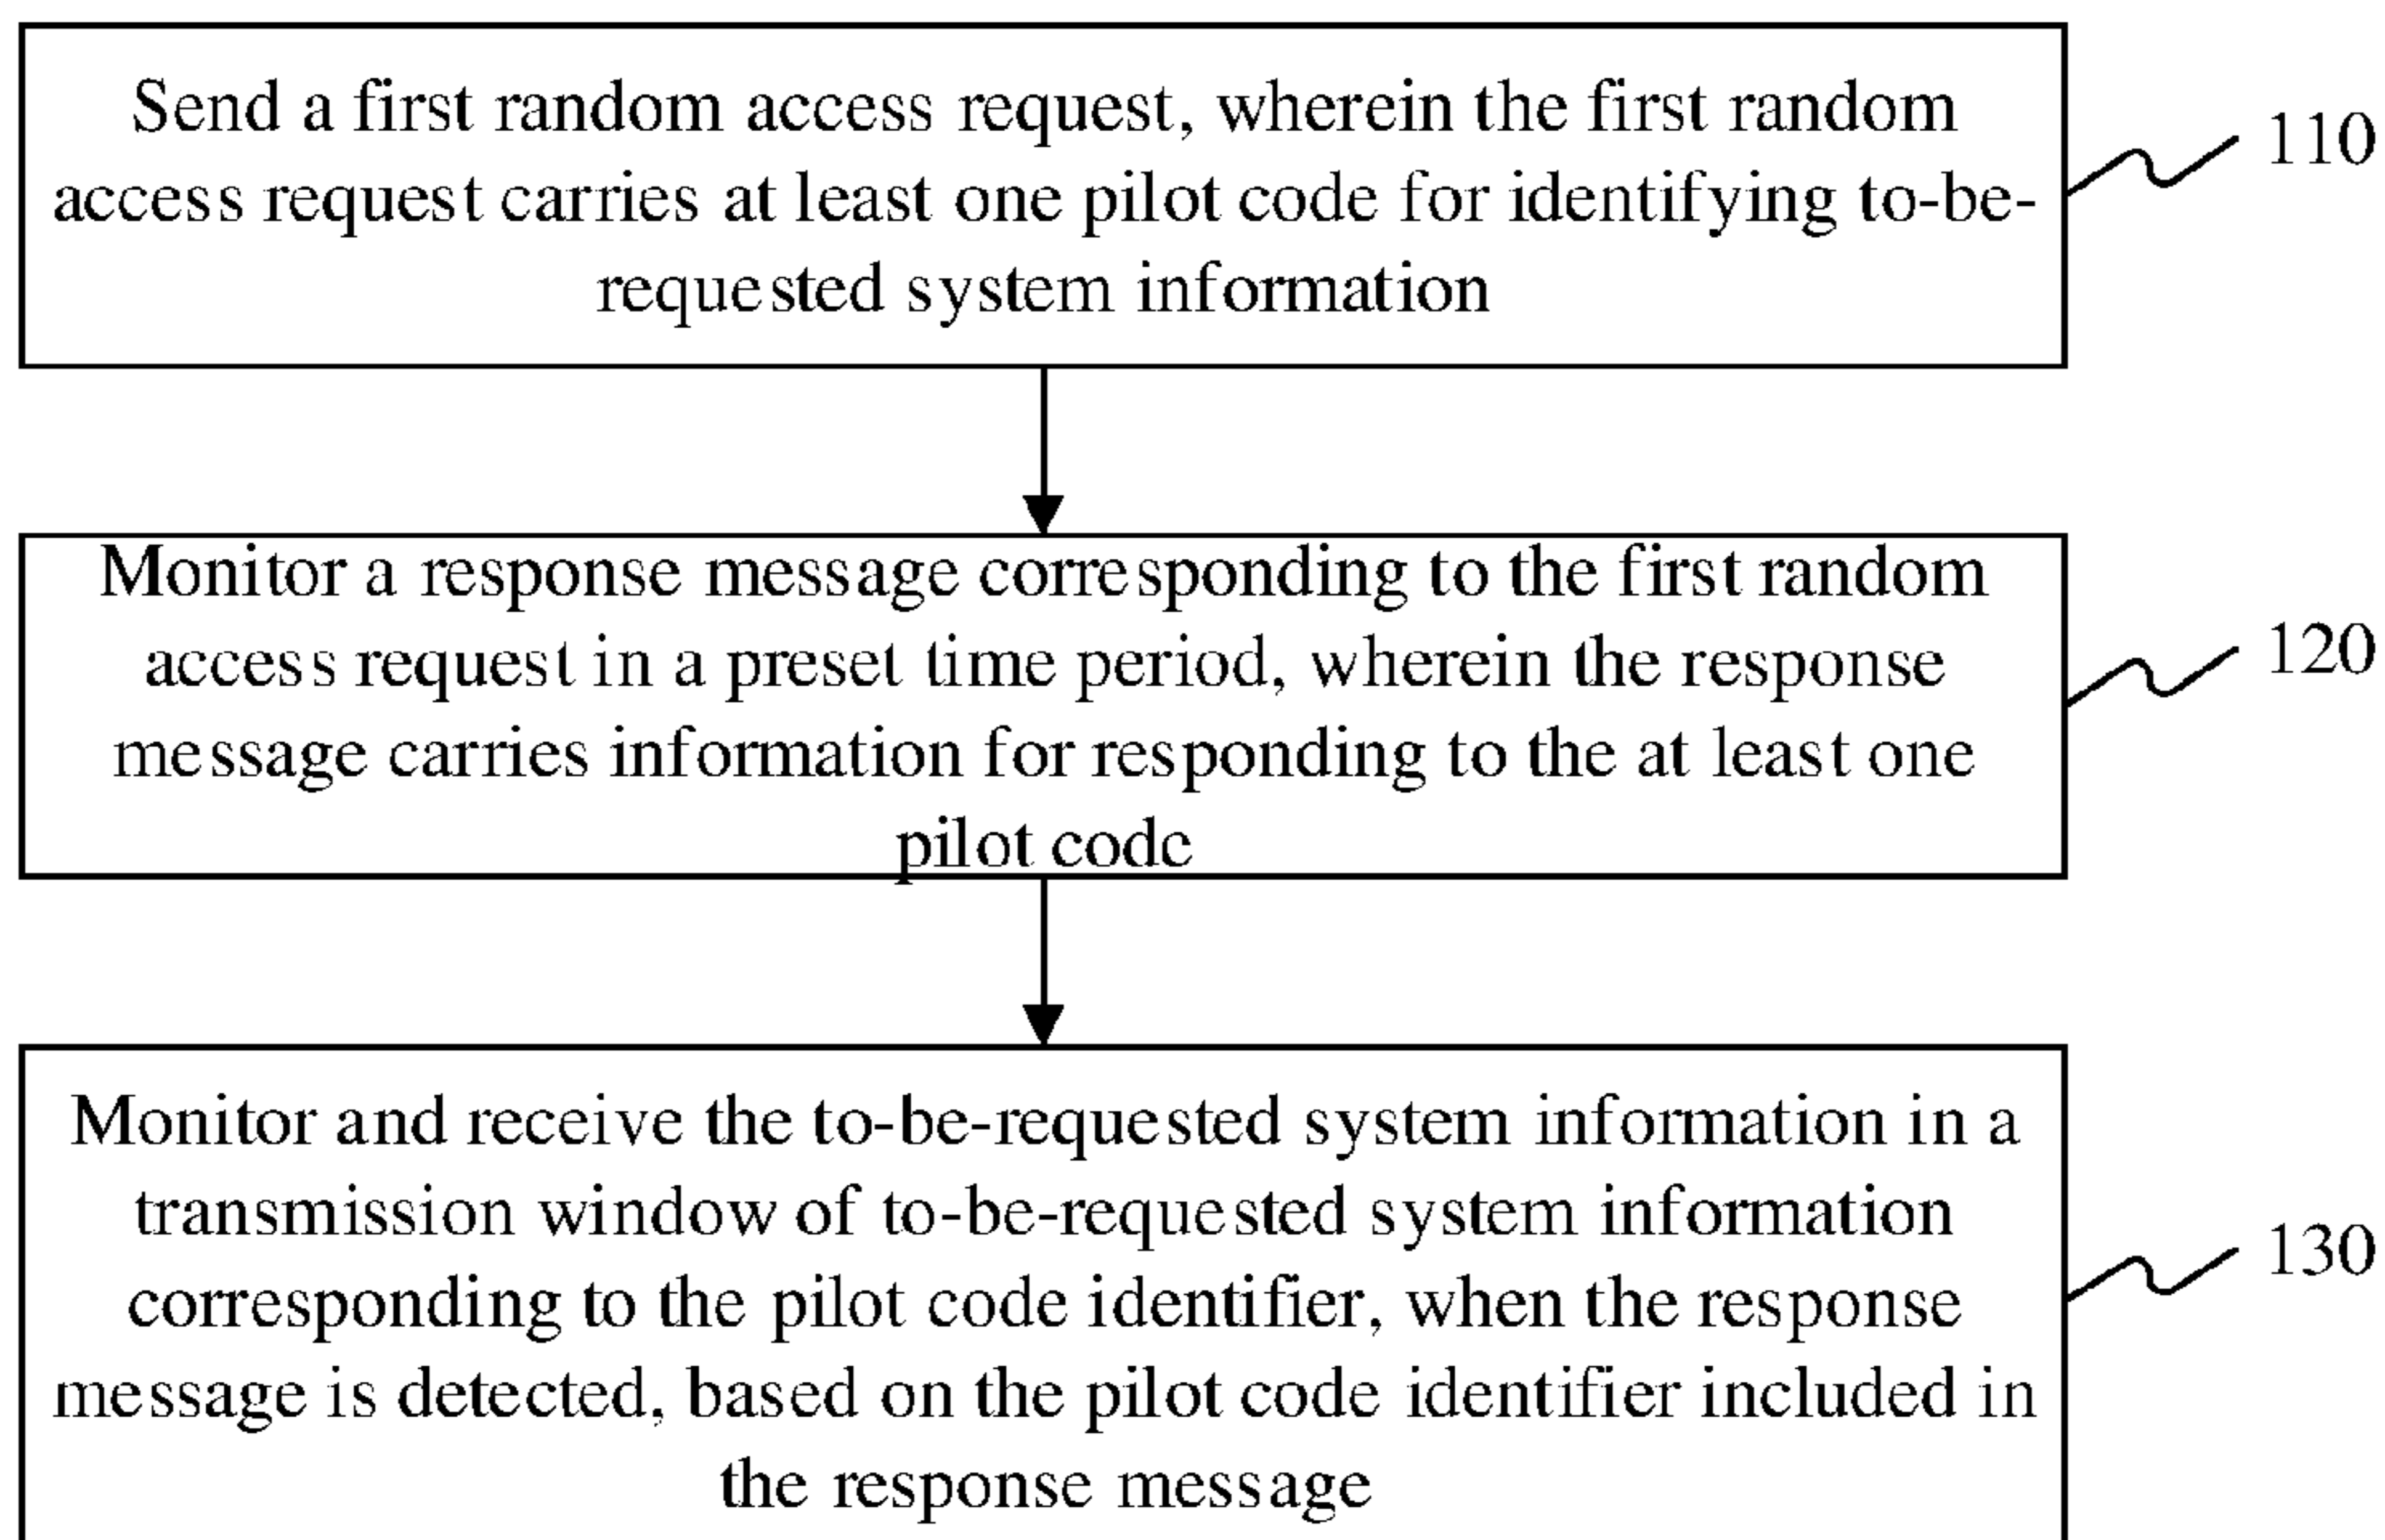 Send a first random access request, wherein the first random
access request carries at least one pilot code for identifying to-be-
requested system information
110
Monitor a response message corresponding to the first random
access request in a preset time period, wherein the response
message carries information for responding to the at least one
pilot code
120
Monitor and receive the to-be-requested system information in a
transmission window of to-be-requested system information
corresponding to the pilot code identifier, when the response
message is detected, based on the pilot code identifier included in
the response message
130